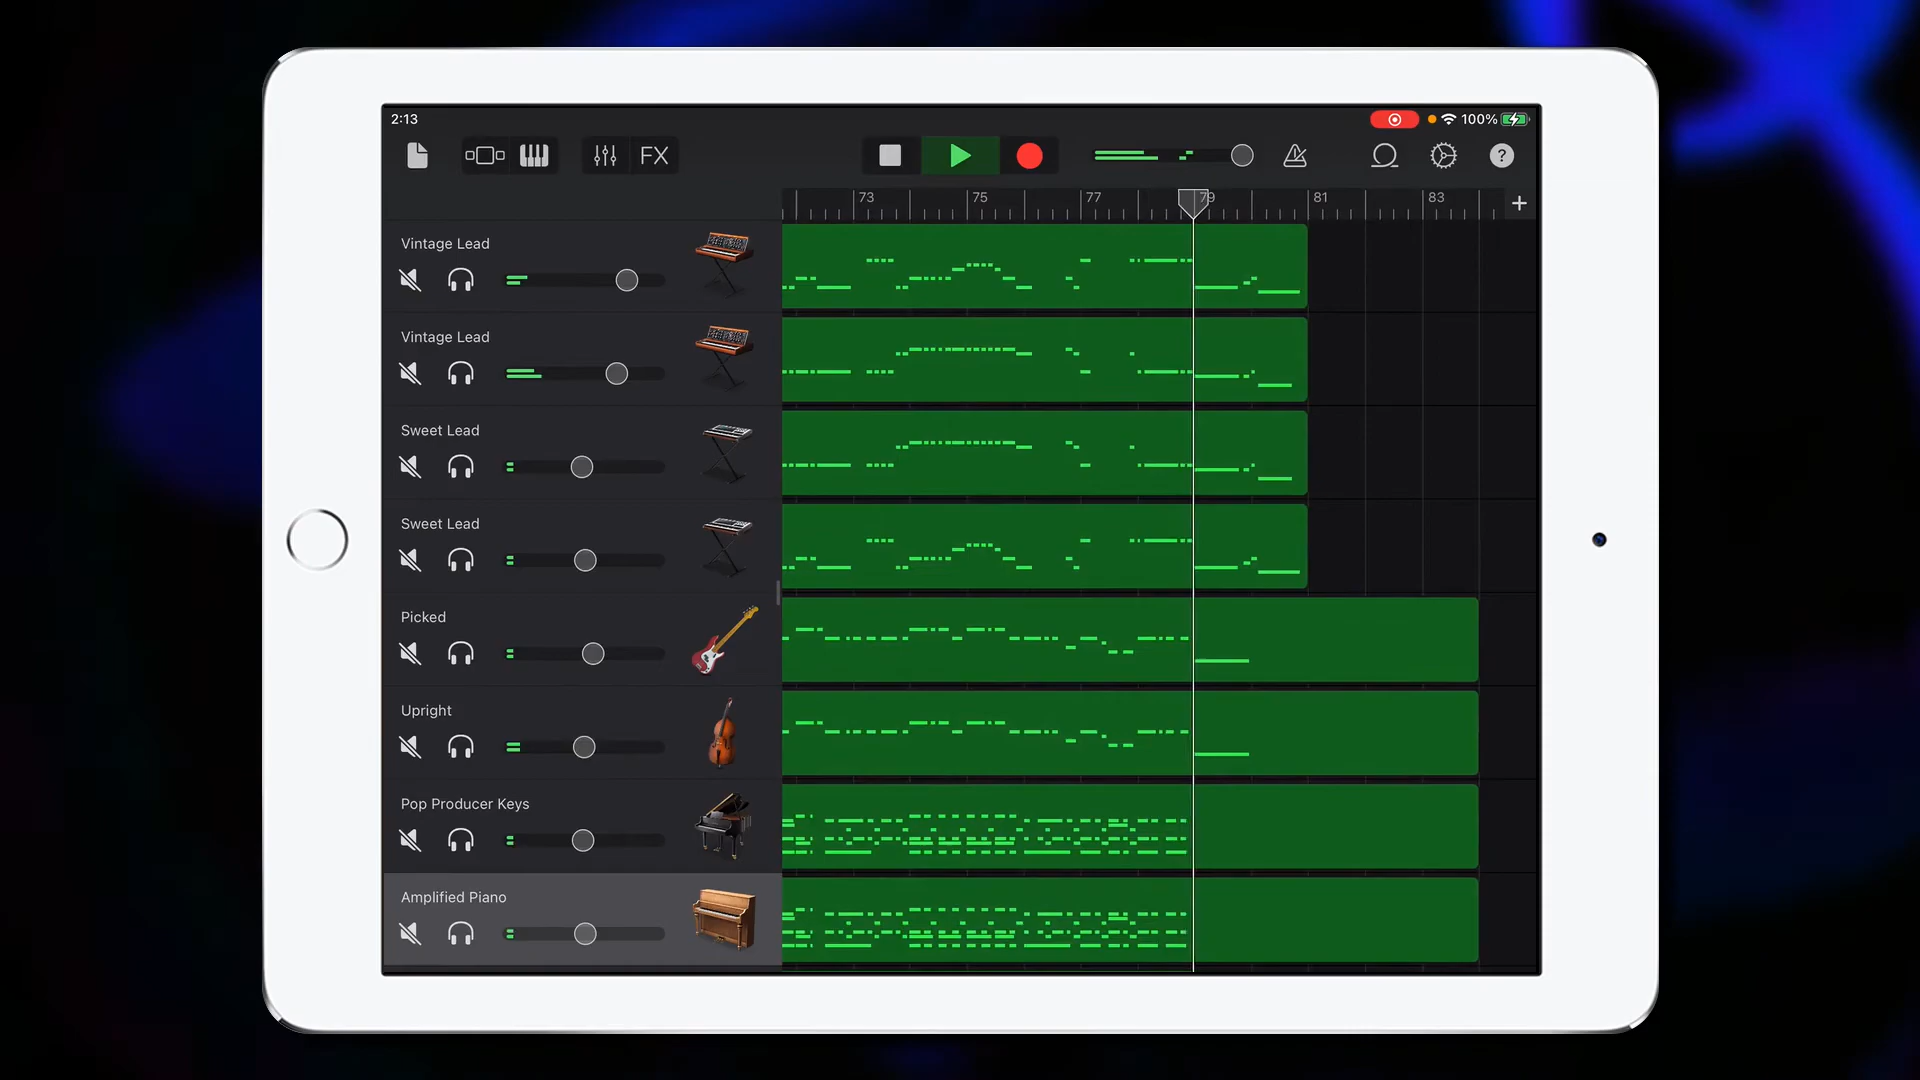 2:13
100%
FX
?
73 75 77 79 81 83 +
Vintage Lead
Vintage Lead
Sweet Lead
Sweet Lead
Picked
Upright
Pop Producer Keys
Amplified Piano